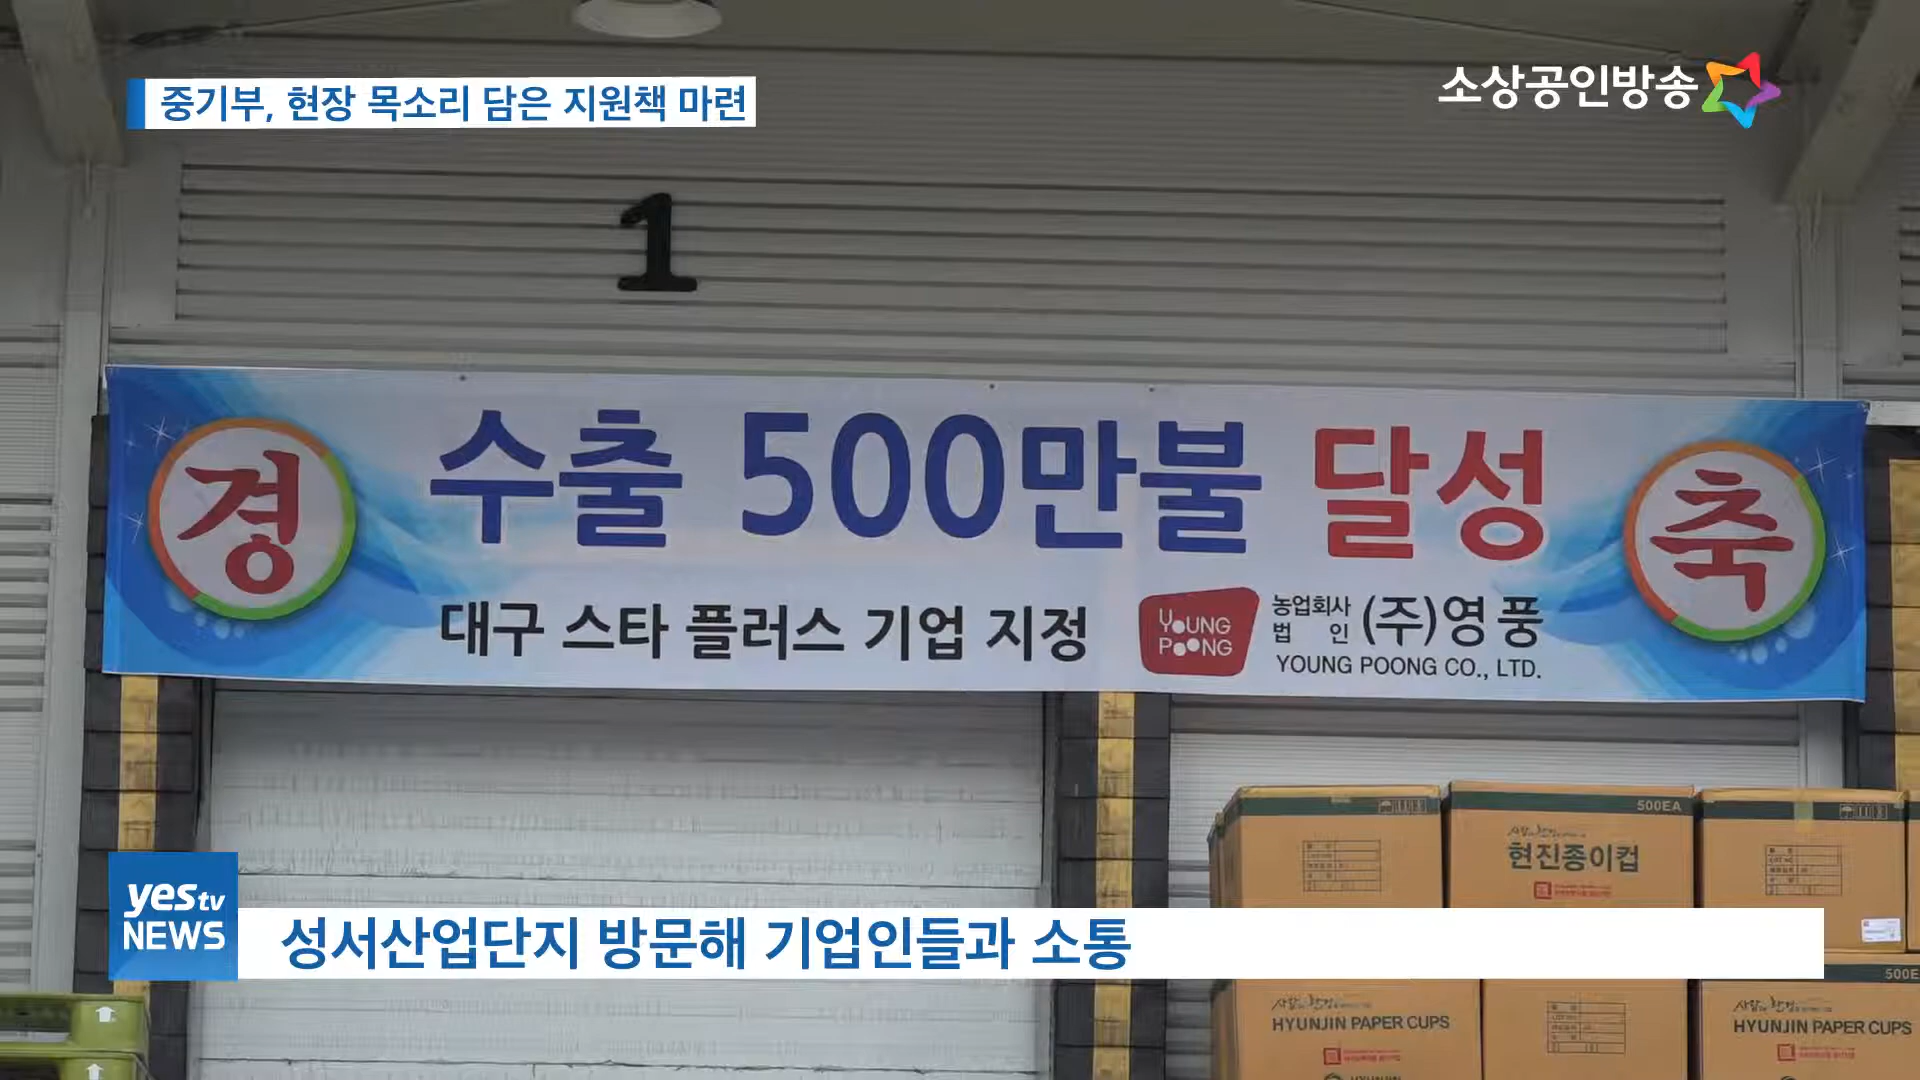 중기부, 현장 목소리 담은 지원책 마련
소상공인방송
1
경 수출 500만불 달성 축
대구 스타 플러스 기업 지정
YOUNG POONG
농업회사법인 (주)영풍
YOUNG POONG CO., LTD.
500EA
현진종이컵
yes tv NEWS
성서산업단지 방문해 기업인들과 소통
HYUNJIN PAPER CUPS
HYUNJIN PAPER CUPS